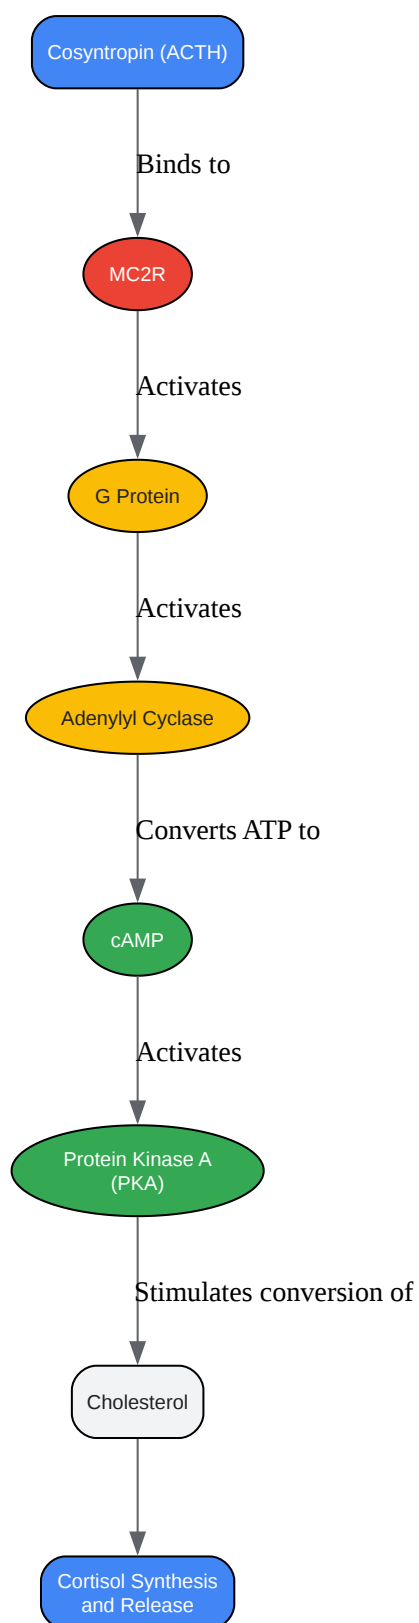 Cosyntropin (ACTH)
Binds to
MC2R
Activates
G Protein
Activates
Adenylyl Cyclase
Converts ATP to
cAMP
Activates
Protein Kinase A
(PKA)
Stimulates conversion of
Cholesterol
Cortisol Synthesis
and Release